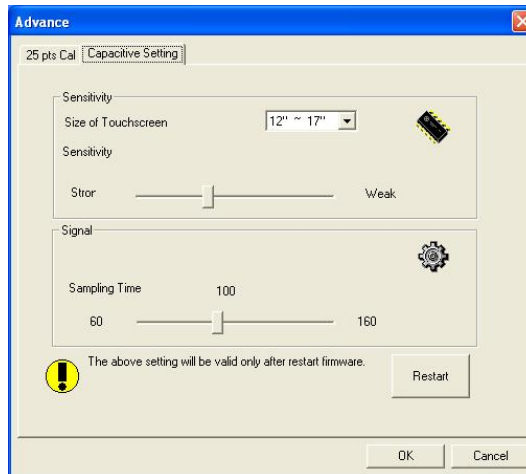 Advance
25 pts Cal Capacitive Setting
Sensitivity
Size of Touchscreen 12" ~ 17"
Sensitivity
Stror Weak
Signal
Sampling Time 100
60 160
The above setting will be valid only after restart firmware.
Restart
OK Cancel